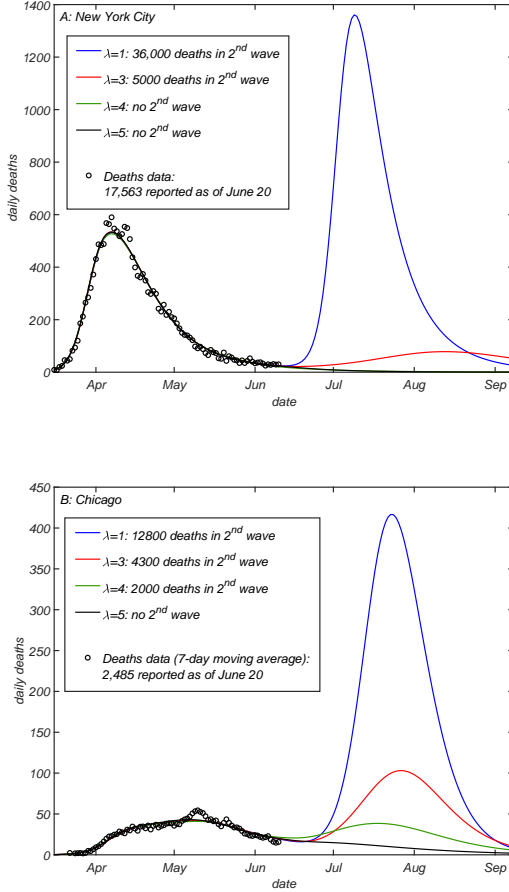 A: New York City
λ=1: 36,000 deaths in 2nd wave
λ=3: 5000 deaths in 2nd wave
λ=4: no 2nd wave
λ=5: no 2nd wave
Deaths data:
17,563 reported as of June 20
daily deaths
1400
1200
1000
800
600
400
200
0
Apr May Jun Jul Aug Sep
date
B: Chicago
λ=1: 12800 deaths in 2nd wave
λ=3: 4300 deaths in 2nd wave
λ=4: 2000 deaths in 2nd wave
λ=5: no 2nd wave
Deaths data (7-day moving average):
2,485 reported as of June 20
daily deaths
450
400
350
300
250
200
150
100
50
0
Apr May Jun Jul Aug Sep
date